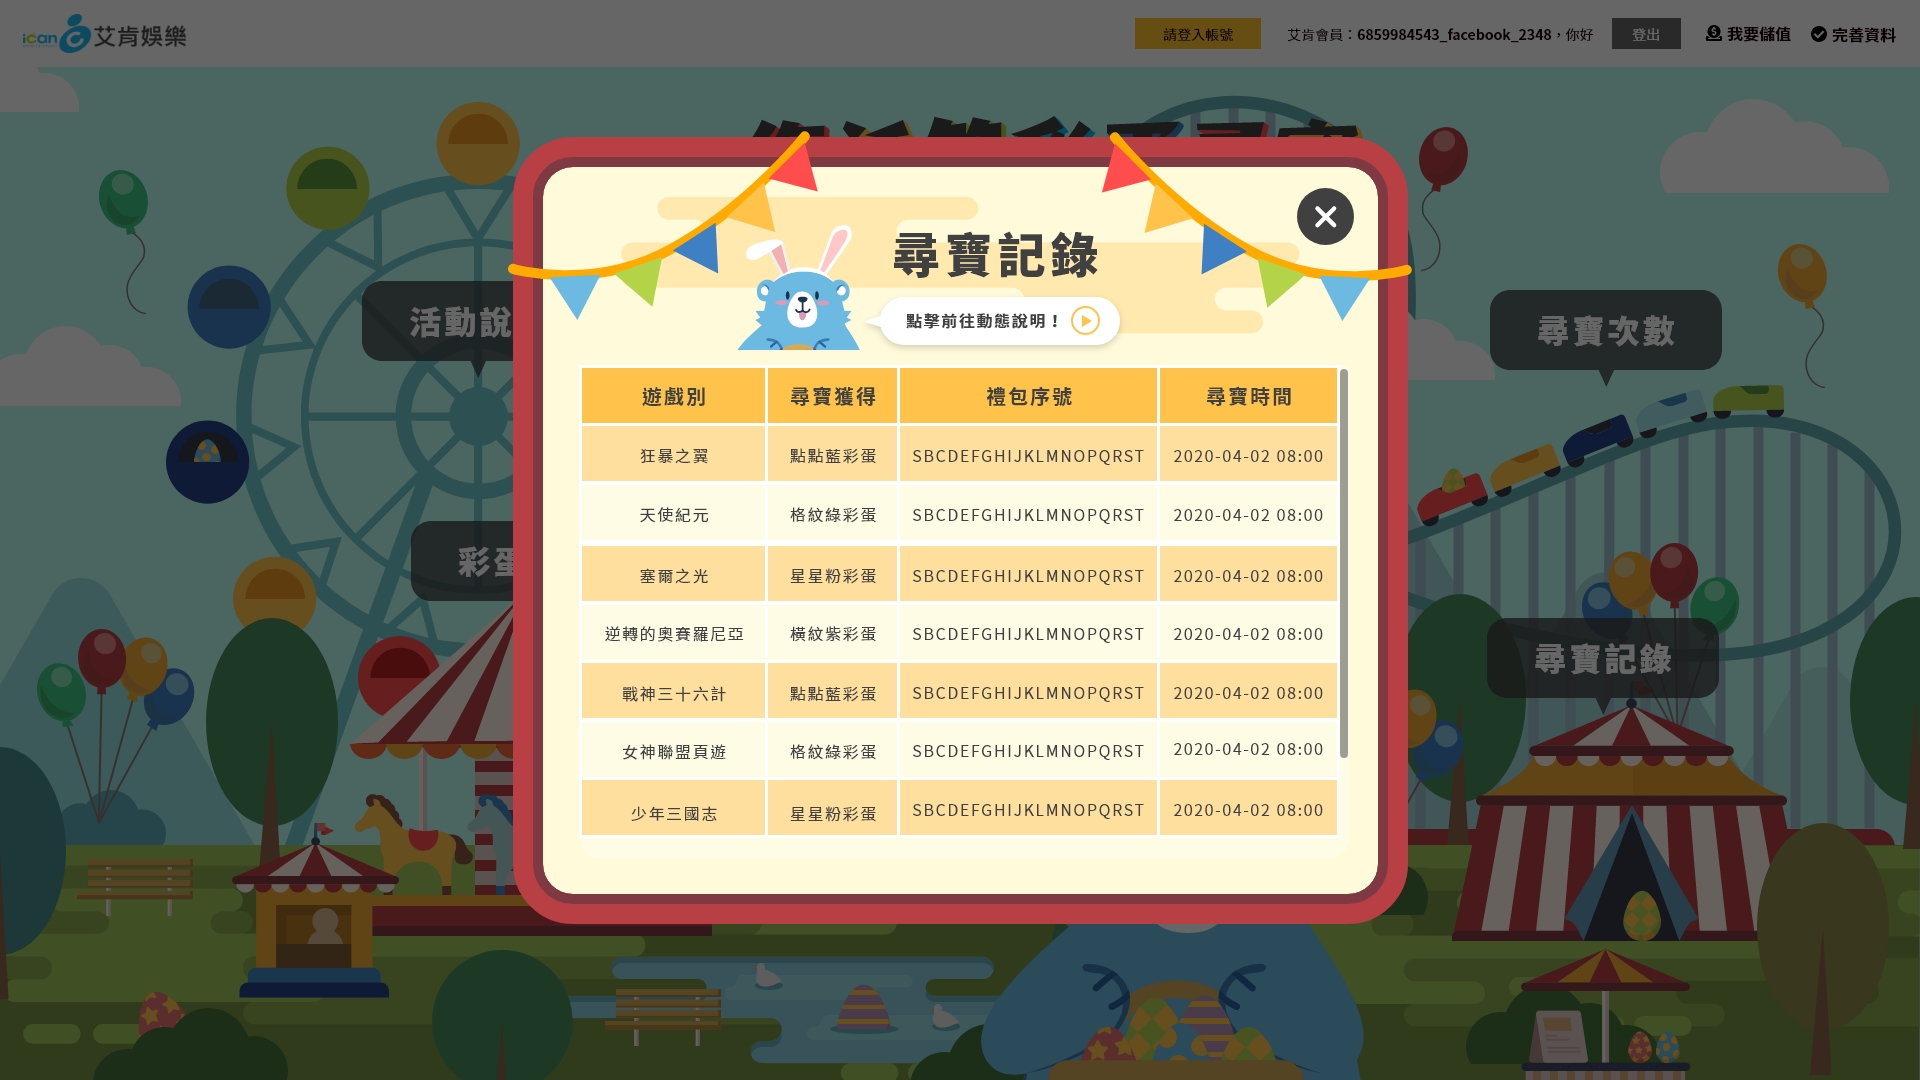 ican 艾肯娛樂
請登入帳號
艾肯會員：6859984543_facebook_2348，你好
登出
我要儲值
完善資料
活動說
彩蛋
尋寶次數
尋寶記錄
尋寶記錄
點擊前往動態說明！
遊戲別 尋寶獲得 禮包序號 尋寶時間
狂暴之翼 點點藍彩蛋 SBCDEFGHIJKLMNOPQRST 2020-04-02 08:00
天使紀元 格紋綠彩蛋 SBCDEFGHIJKLMNOPQRST 2020-04-02 08:00
塞爾之光 星星粉彩蛋 SBCDEFGHIJKLMNOPQRST 2020-04-02 08:00
逆轉的奧賽羅尼亞 橫紋紫彩蛋 SBCDEFGHIJKLMNOPQRST 2020-04-02 08:00
戰神三十六計 點點藍彩蛋 SBCDEFGHIJKLMNOPQRST 2020-04-02 08:00
女神聯盟頁遊 格紋綠彩蛋 SBCDEFGHIJKLMNOPQRST 2020-04-02 08:00
少年三國志 星星粉彩蛋 SBCDEFGHIJKLMNOPQRST 2020-04-02 08:00